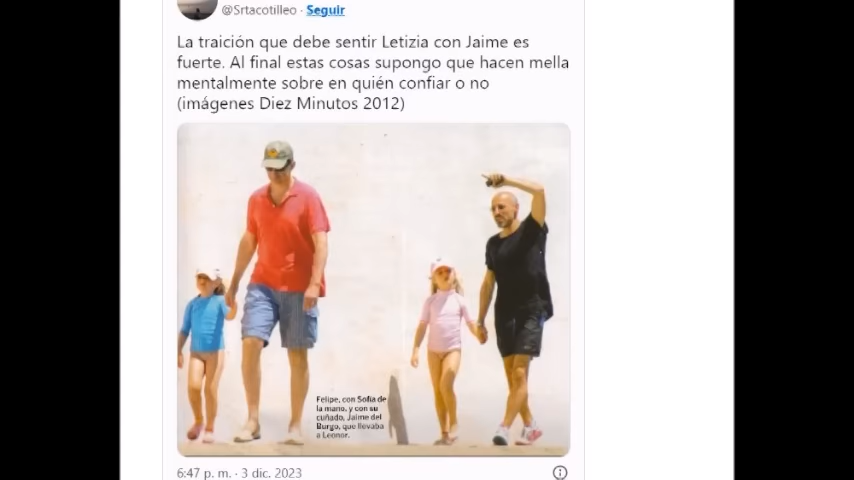 @Srtacotilleo · Seguir
La traición que debe sentir Letizia con Jaime es
fuerte. Al final estas cosas supongo que hacen mella
mentalmente sobre en quién confiar o no
(imágenes Diez Minutos 2012)
Felipe, con Sofía de
la mano, y con su
cuñado, Jaime del
Burgo, que llevaba
a Leonor.
6:47 p. m. · 3 dic. 2023